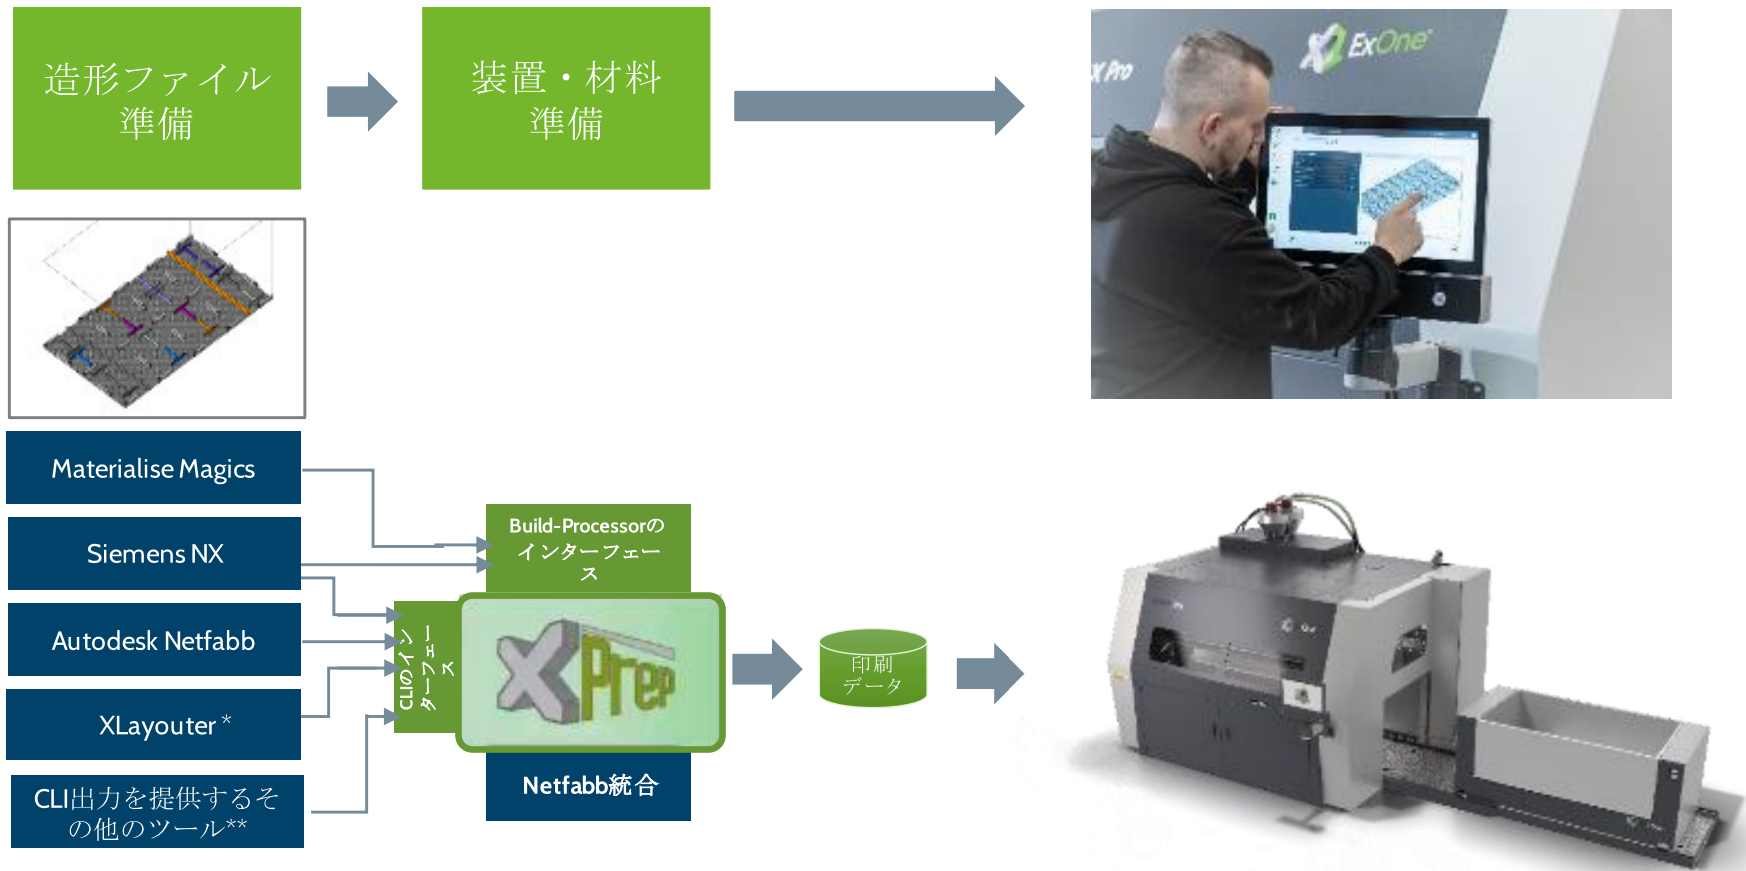 造形ファイル
準備
装置・材料
準備
X Pro
ExOne
Materialise Magics
Siemens NX
Autodesk Netfabb
XLayouter *
CLI出力を提供するそ
の他のツール**
Build-Processorの
インターフェー
ス
CLIのイン
ターフェー
ス
XPrep
Netfabb統合
印刷
データ